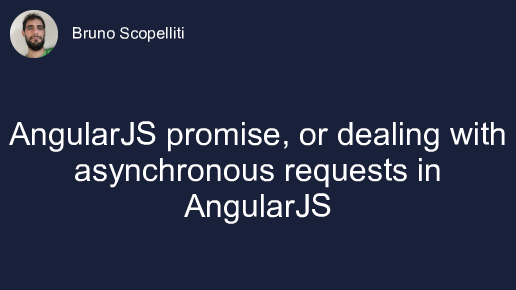 Bruno Scopelliti
AngularJS promise, or dealing with
asynchronous requests in
AngularJS